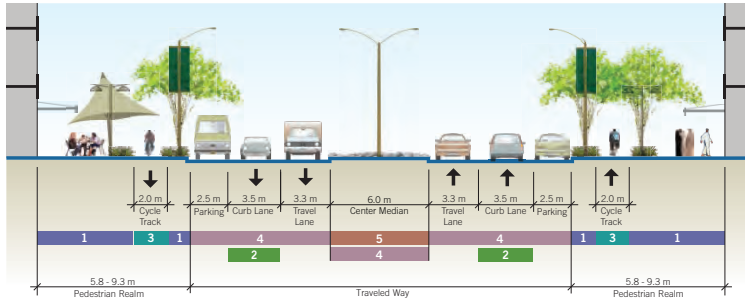 2.0 m 2.5 m 3.5 m 3.3 m 6.0 m 3.3 m 3.5 m 2.5 m 2.0 m
Cycle Track Parking Curb Lane Travel Lane Center Median Travel Lane Curb Lane Parking Cycle Track
1 3 1 4 5 4 1 3 1
2 4 2
5.8 - 9.3 m 5.8 - 9.3 m
Pedestrian Realm Traveled Way Pedestrian Realm